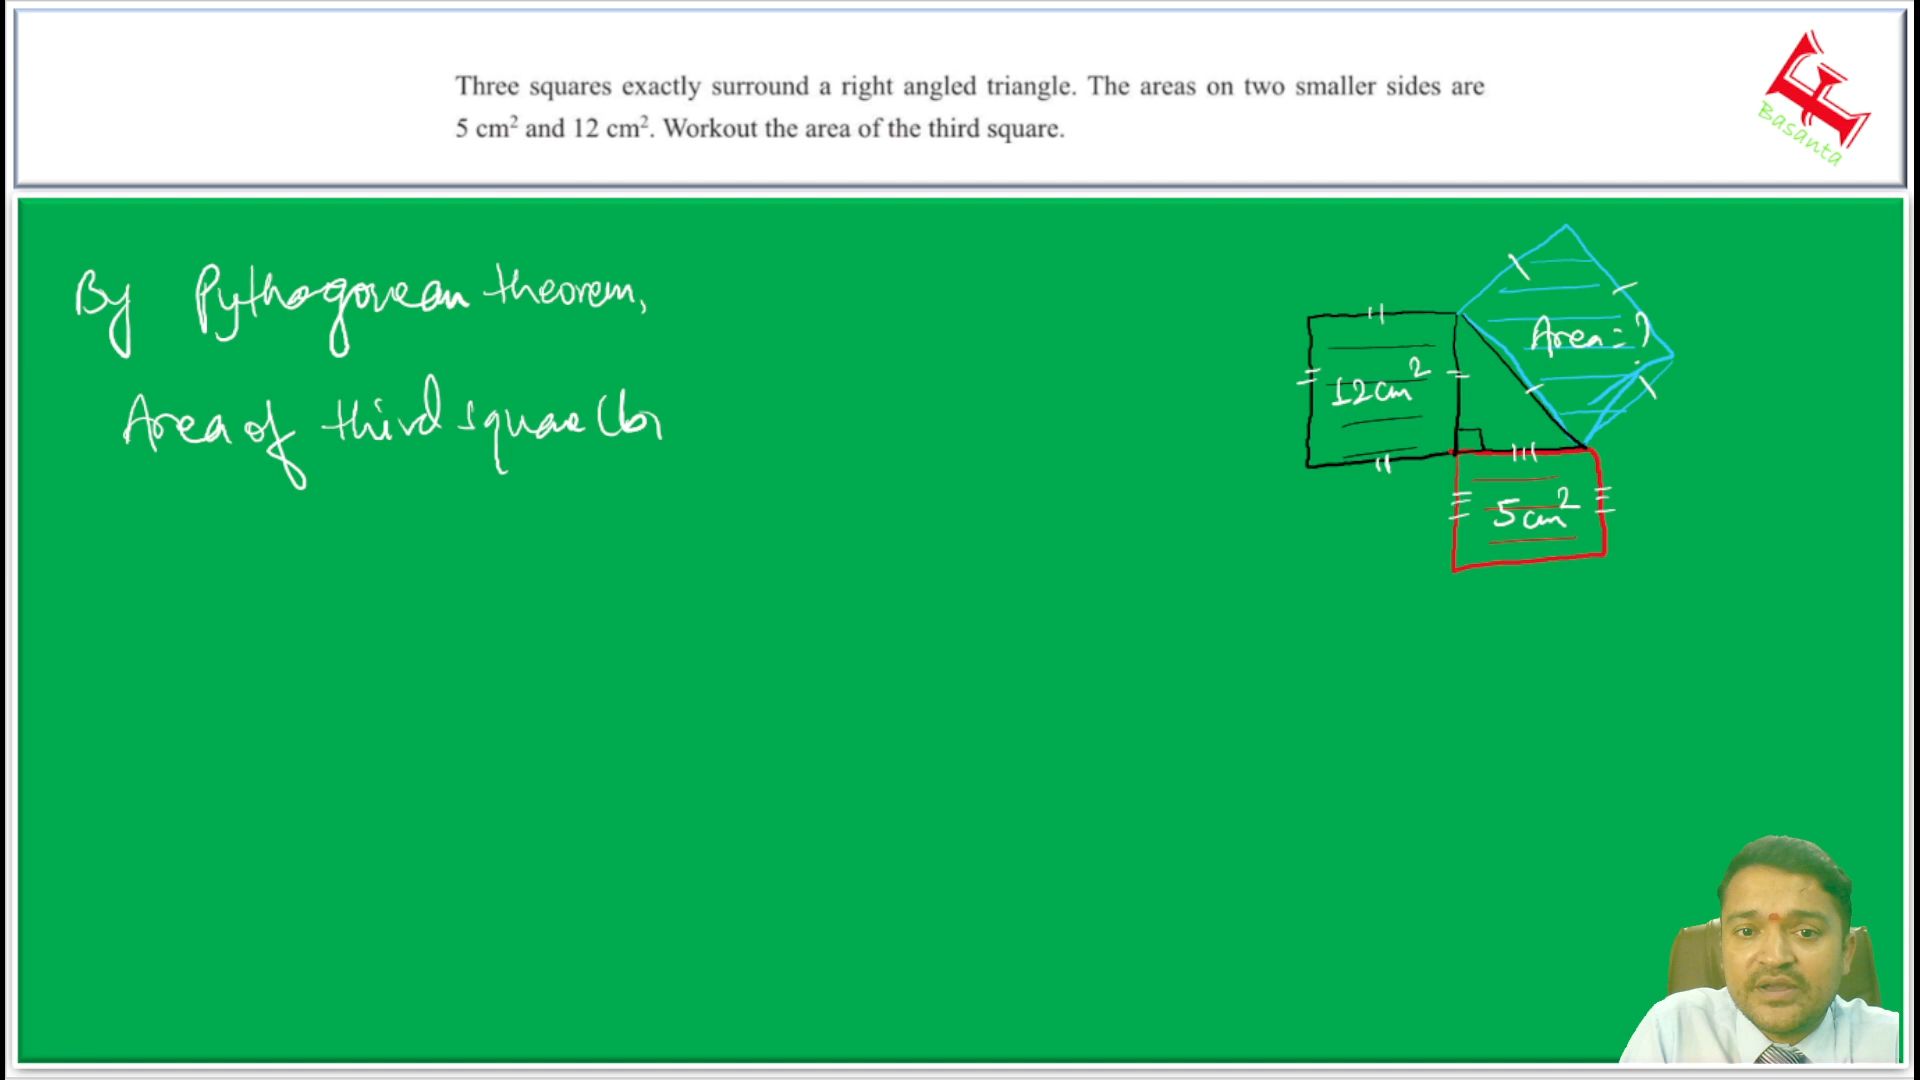 Three squares exactly surround a right angled triangle. The areas on two smaller sides are
5 cm² and 12 cm². Workout the area of the third square.
Basanta
By Pythagorean theorem,
Area of third square (br
Area = ?
12cm²
5cm²